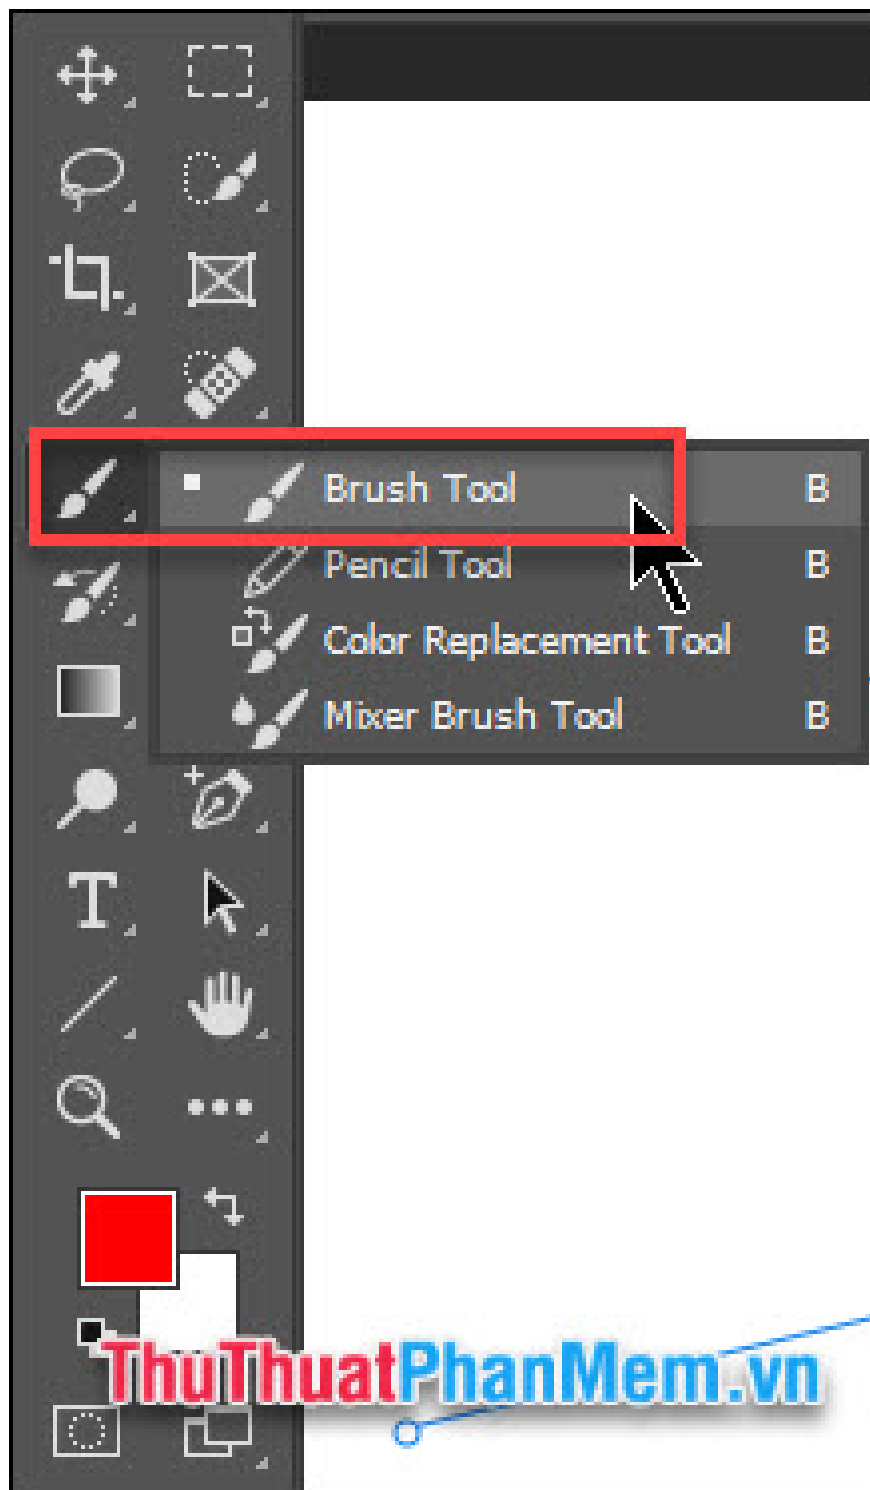 Brush Tool B
Pencil Tool B
Color Replacement Tool B
Mixer Brush Tool B
T
ThuThuatPhanMem.vn